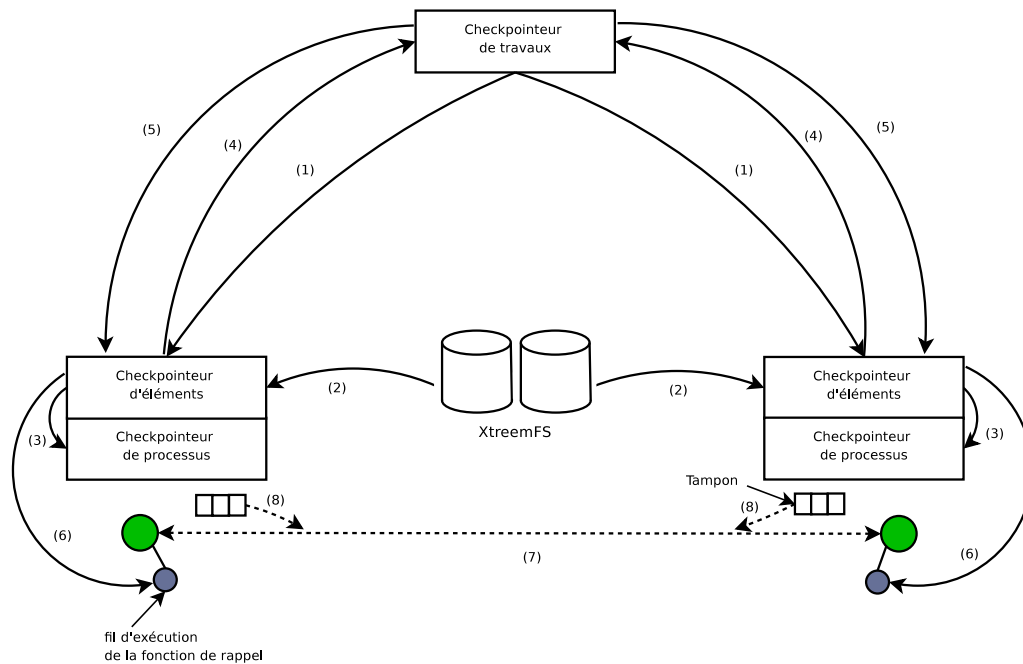 Checkpointeur
de travaux
(5)
(4)
(1)
(1)
(4)
(5)
Checkpointeur
d'éléments
(2)
(2)
Checkpointeur
d'éléments
XtreemFS
(3)
Checkpointeur
de processus
Checkpointeur
de processus
(3)
Tampon
(8)
(8)
(6)
(7)
(6)
fil d'exécution
de la fonction de rappel